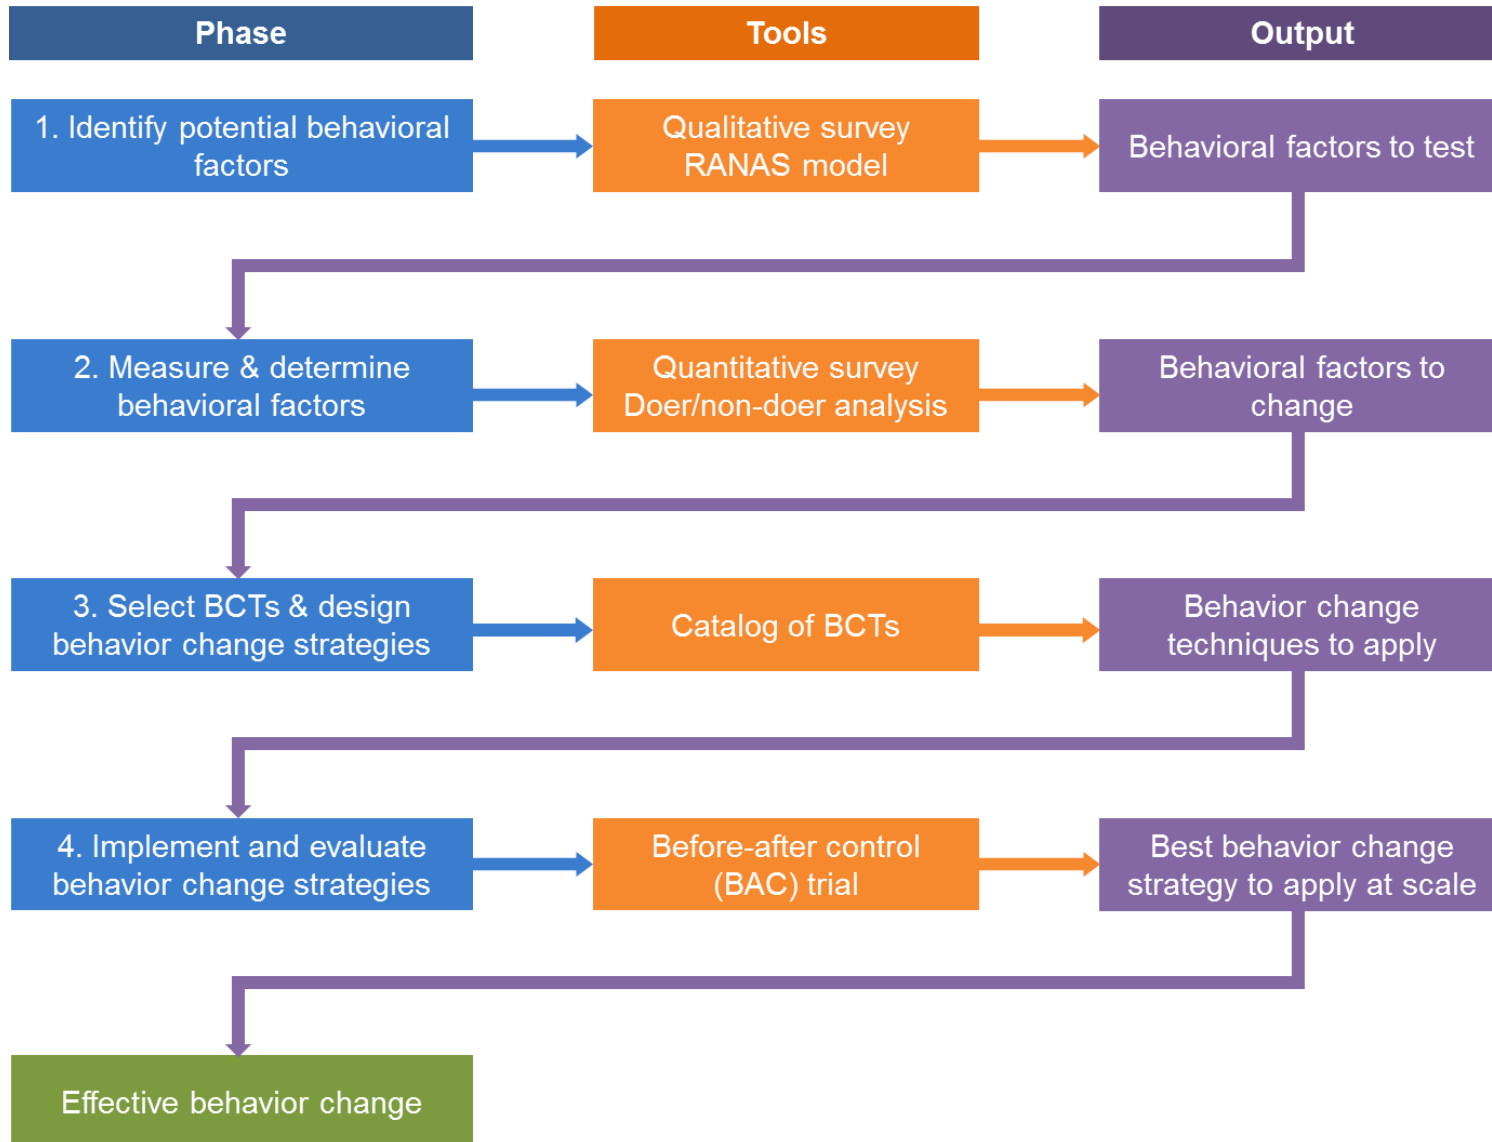 Phase
Tools
Output
1. Identify potential behavioral
factors
Qualitative survey
RANAS model
Behavioral factors to test
2. Measure & determine
behavioral factors
Quantitative survey
Doer/non-doer analysis
Behavioral factors to
change
3. Select BCTs & design
behavior change strategies
Catalog of BCTs
Behavior change
techniques to apply
4. Implement and evaluate
behavior change strategies
Before-after control
(BAC) trial
Best behavior change
strategy to apply at scale
Effective behavior change